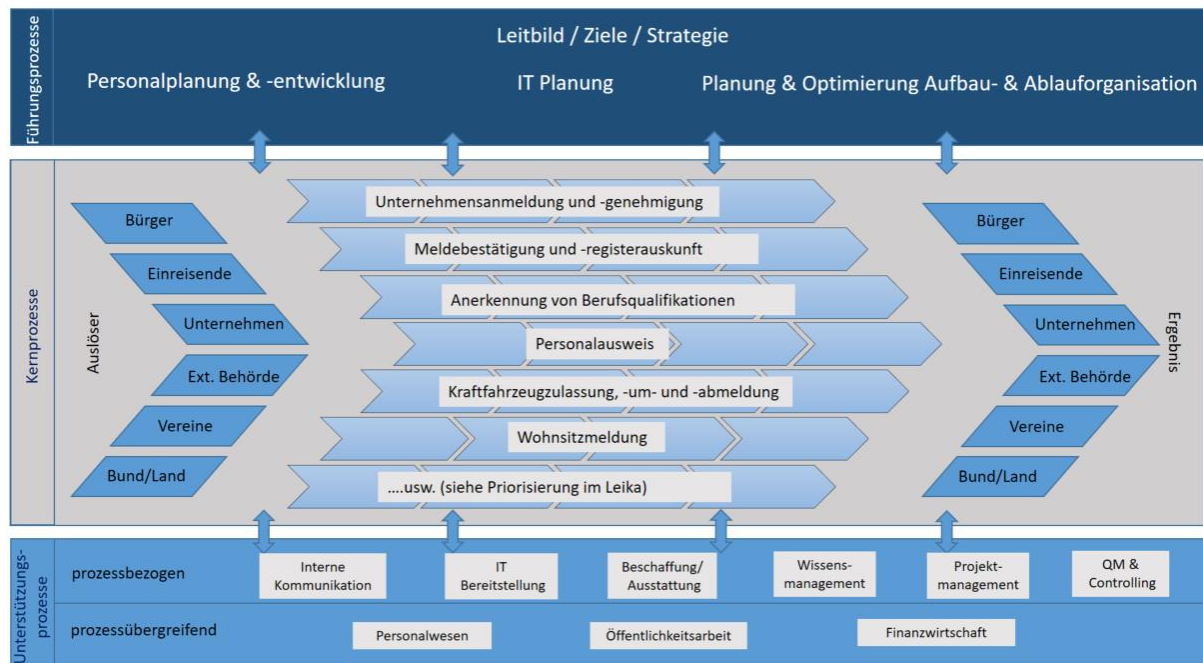 Führungsprozesse
Leitbild / Ziele / Strategie
Personalplanung & -entwicklung
IT Planung
Planung & Optimierung Aufbau- & Ablauforganisation
Kernprozesse
Auslöser
Bürger
Einreisende
Unternehmen
Ext. Behörde
Vereine
Bund/Land
Unternehmensanmeldung und -genehmigung
Meldebestätigung und -registerauskunft
Anerkennung von Berufsqualifikationen
Personalausweis
Kraftfahrzeugzulassung, -um- und -abmeldung
Wohnsitzmeldung
....usw. (siehe Priorisierung im Leika)
Bürger
Einreisende
Unternehmen
Ext. Behörde
Vereine
Bund/Land
Ergebnis
Unterstützungs-
prozesse
prozessbezogen
Interne
Kommunikation
IT
Bereitstellung
Beschaffung/
Ausstattung
Wissens-
management
Projekt-
management
QM &
Controlling
prozessübergreifend
Personalwesen
Öffentlichkeitsarbeit
Finanzwirtschaft